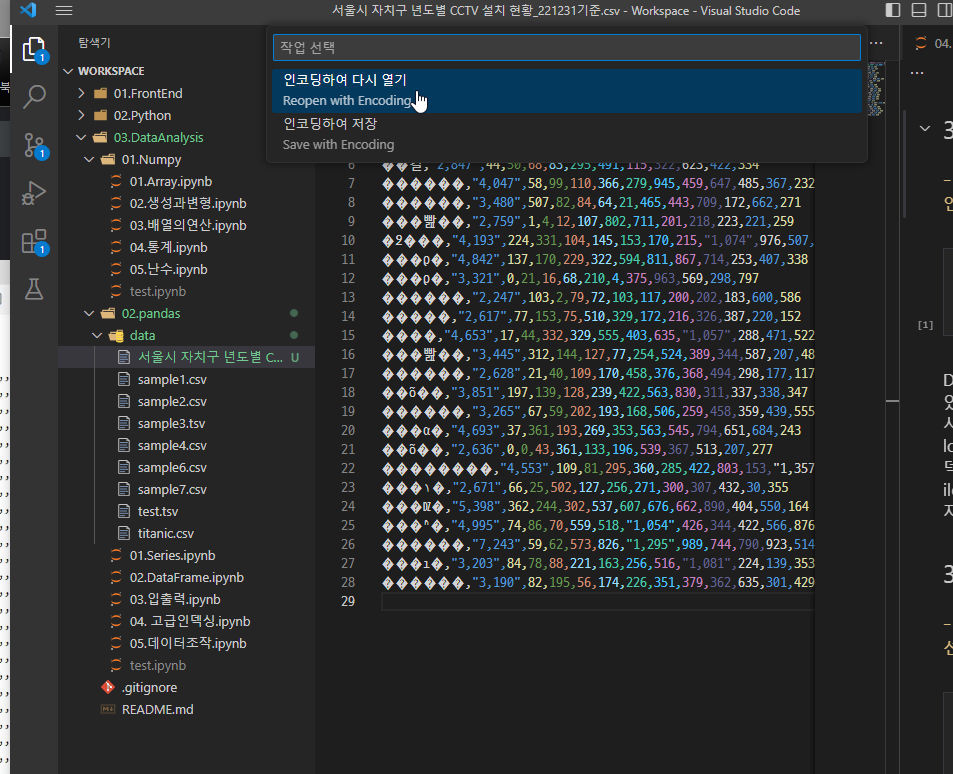 서울시 자치구 년도별 CCTV 설치 현황_221231기준.csv - Workspace - Visual Studio Code
탐색기
작업 선택
인코딩하여 다시 열기
Reopen with Encoding
인코딩하여 저장
Save with Encoding
WORKSPACE
01.FrontEnd
02.Python
03.DataAnalysis
01.Numpy
01.Array.ipynb
02.생성과변형.ipynb
03.배열의연산.ipynb
04.통계.ipynb
05.난수.ipynb
test.ipynb
02.pandas
data
서울시 자치구 년도별 C... U
sample1.csv
sample2.csv
sample3.tsv
sample4.csv
sample6.csv
sample7.csv
test.tsv
titanic.csv
01.Series.ipynb
02.DataFrame.ipynb
03.입출력.ipynb
04. 고급인덱싱.ipynb
05.데이터조작.ipynb
test.ipynb
.gitignore
README.md
7 ������,"4,047",58,99,110,366,279,945,459,647,485,367,232
8 ������,"3,480",507,82,84,64,21,465,443,709,172,662,271
9 ���빮��,"2,759",1,4,12,107,802,711,201,218,223,221,259
10 "4,193",224,331,104,145,153,170,215,"1,074",976,507,
11 "4,842",137,170,229,322,594,811,867,714,253,407,338
12 "3,321",0,21,16,68,210,4,375,963,569,298,797
13 ������,"2,247",103,2,79,72,103,117,200,202,183,600,586
14 ������,"2,617",77,153,75,510,329,172,216,326,387,220,152
15 "4,653",17,44,332,329,555,403,635,"1,057",288,471,522
16 "3,445",312,144,127,77,254,524,389,344,587,207,48
17 ������,"2,628",21,40,109,170,458,376,368,494,298,177,117
18 "3,851",197,139,128,239,422,563,830,311,337,338,347
19 ������,"3,265",67,59,202,193,168,506,259,458,359,439,555
20 "4,693",37,361,193,269,353,563,545,794,651,684,243
21 "2,636",0,0,43,361,133,196,539,367,513,207,277
22 ��������,"4,553",109,81,295,360,285,422,803,153,"1,357
23 "2,671",66,25,502,127,256,271,300,307,432,30,355
24 "5,398",362,244,302,537,607,676,662,890,404,550,164
25 "4,995",74,86,70,559,518,"1,054",426,344,422,566,876
26 ������,"7,243",59,62,573,826,"1,295",989,744,790,923,514
27 "3,203",84,78,88,221,163,256,516,"1,081",224,139,353
28 ������,"3,190",82,195,56,174,226,351,379,362,635,301,429
29
04.
[1]